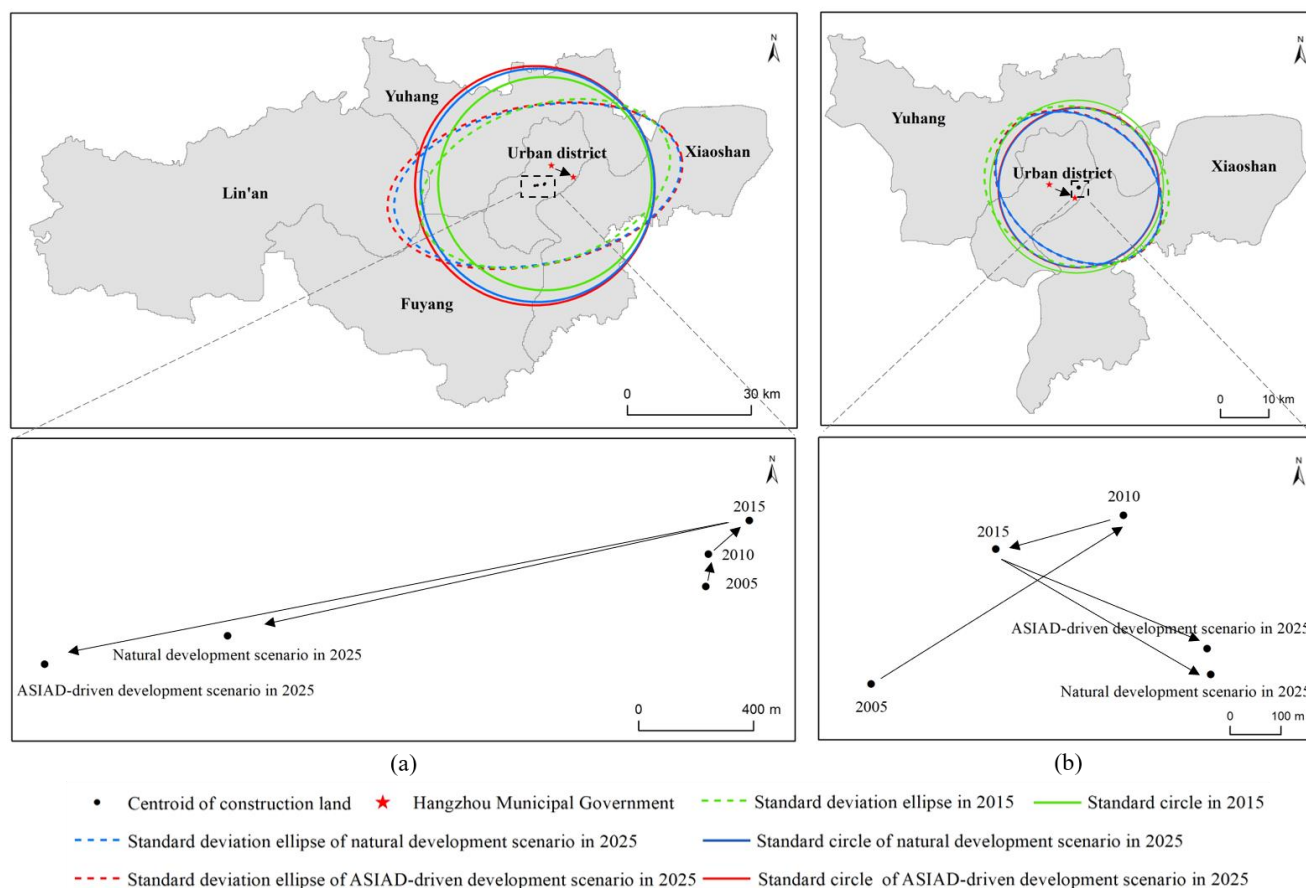 N
Yuhang
Urban district
Xiaoshan
Lin'an
Fuyang
0 30 km
N
Yuhang
Urban district
Xiaoshan
0 10 km
N
2015
2010
2005
Natural development scenario in 2025
ASIAD-driven development scenario in 2025
0 400 m
N
2010
2015
ASIAD-driven development scenario in 2025
Natural development scenario in 2025
2005
0 100 m
(a)
(b)
Centroid of construction land Hangzhou Municipal Government Standard deviation ellipse in 2015 Standard circle in 2015
Standard deviation ellipse of natural development scenario in 2025 Standard circle of natural development scenario in 2025
Standard deviation ellipse of ASIAD-driven development scenario in 2025 Standard circle of ASIAD-driven development scenario in 2025